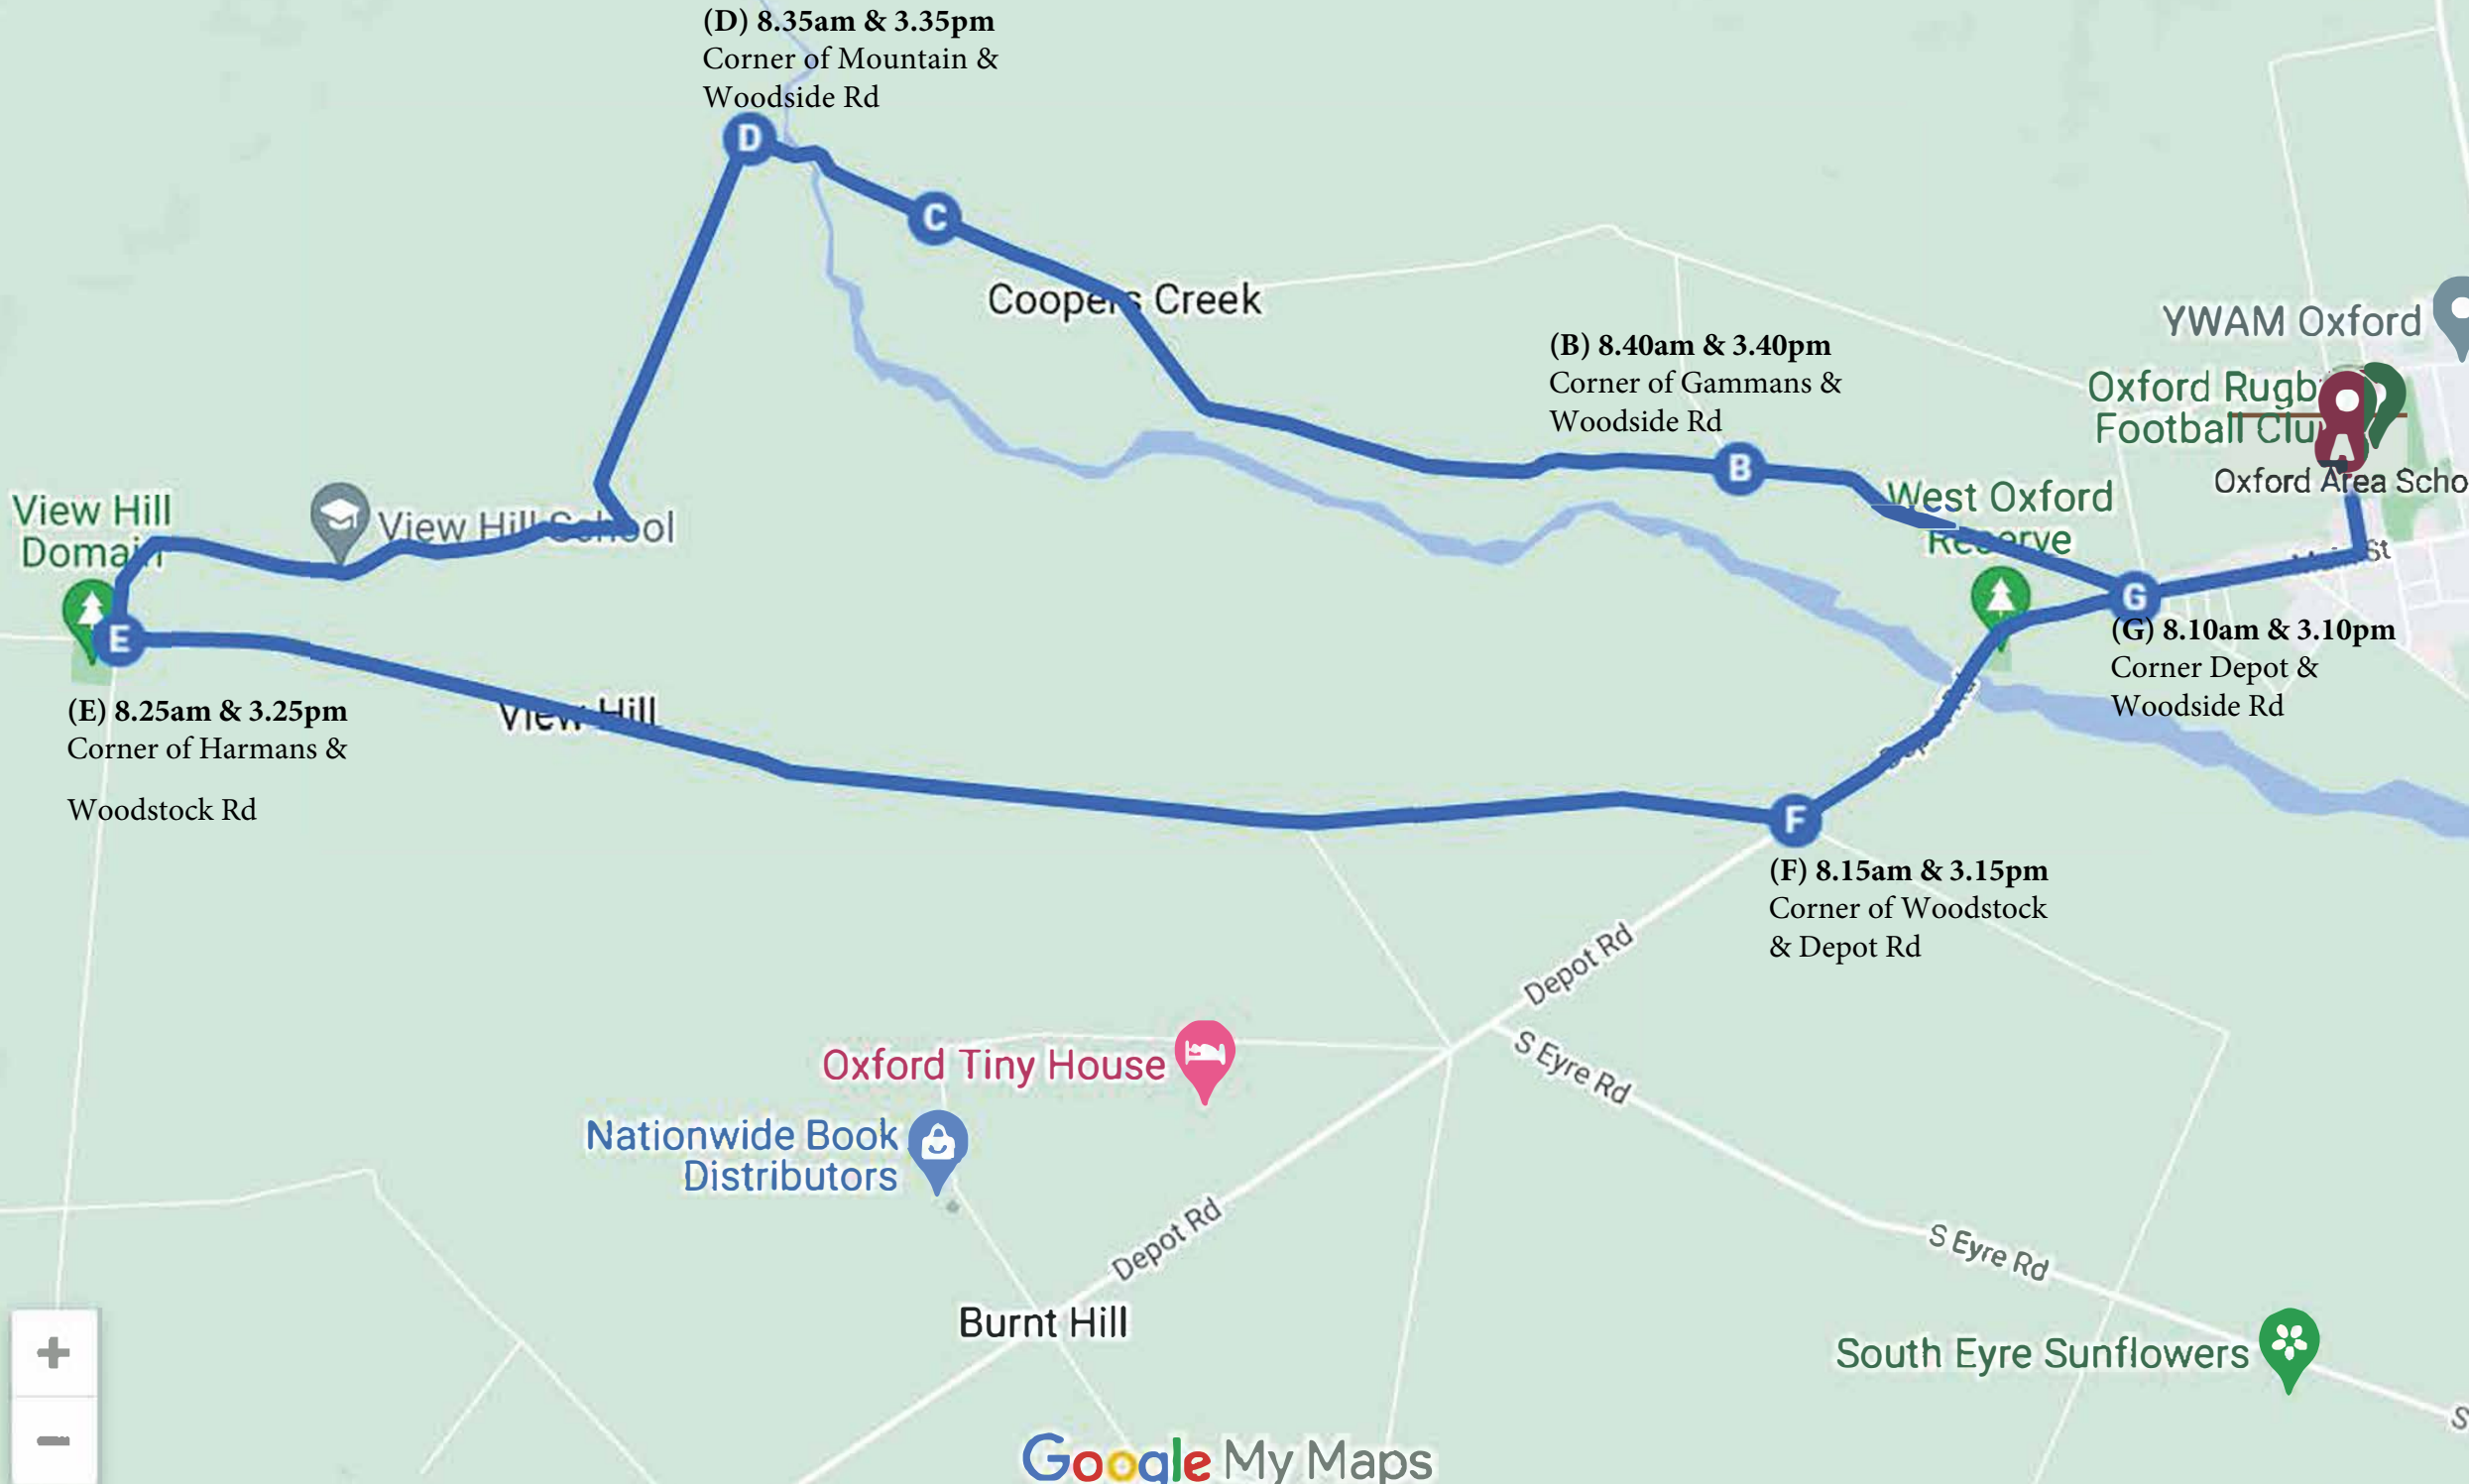 (D) 8.35am & 3.35pm
Corner of Mountain &
Woodside Rd
D
C
Coopers Creek
(B) 8.40am & 3.40pm
Corner of Gammans &
Woodside Rd
B
YWAM Oxford
Oxford Rugb
Football Clu
A
Oxford Area Scho
West Oxford
Reserve
St
G
(G) 8.10am & 3.10pm
Corner Depot &
Woodside Rd
View Hill
Domain
View Hill School
E
(E) 8.25am & 3.25pm
Corner of Harmans &
Woodstock Rd
View Hill
F
(F) 8.15am & 3.15pm
Corner of Woodstock
& Depot Rd
Depot Rd
S Eyre Rd
Oxford Tiny House
Nationwide Book
Distributors
Depot Rd
S Eyre Rd
Burnt Hill
South Eyre Sunflowers
S
+
−
Google My Maps